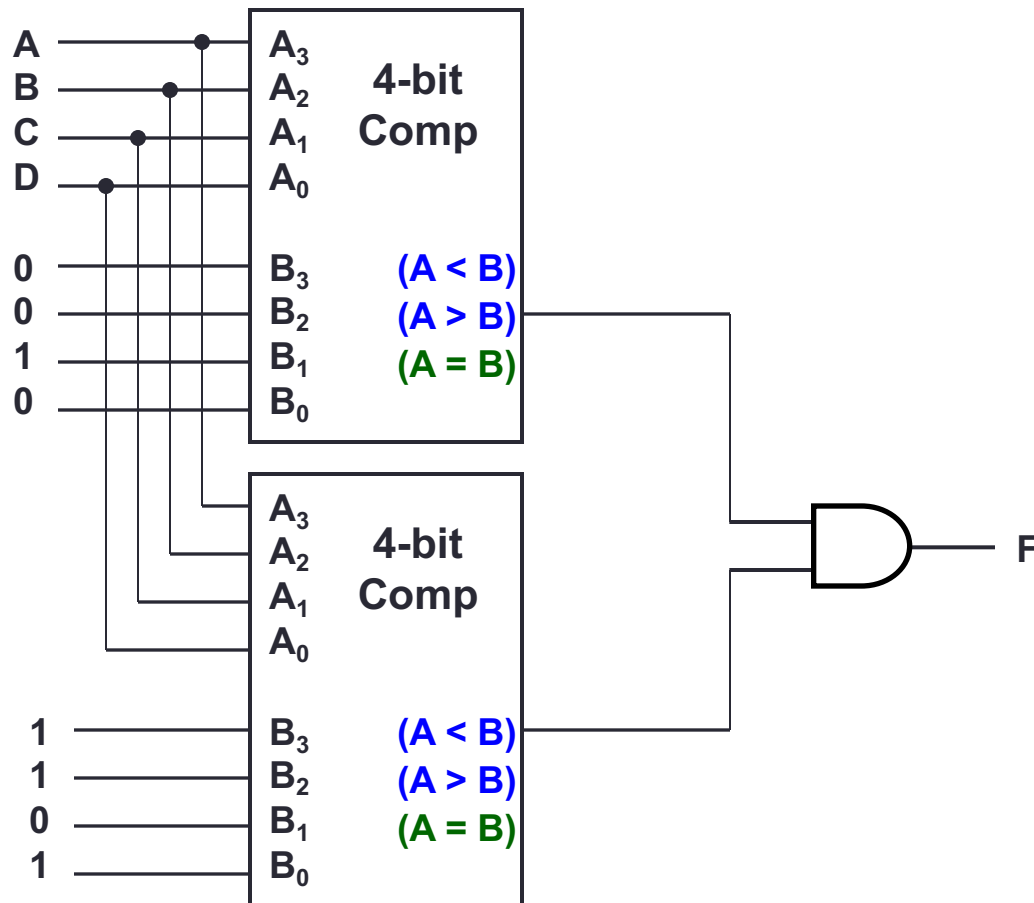 A
B
C
D
0
0
1
0
A₃
A₂
A₁
A₀
B₃
B₂
B₁
B₀
4-bit
Comp
(A < B)
(A > B)
(A = B)
1
1
0
1
A₃
A₂
A₁
A₀
B₃
B₂
B₁
B₀
4-bit
Comp
(A < B)
(A > B)
(A = B)
F